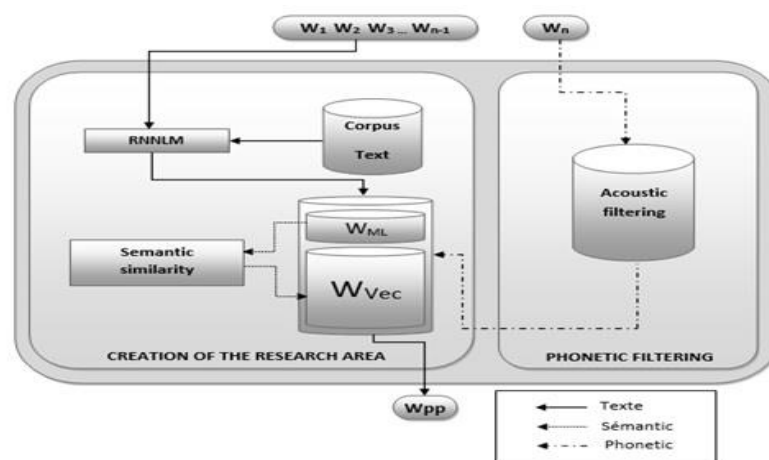 W1 W2 W3 ... Wn-1
Wn
RNNLM
Corpus
Text
Acoustic
filtering
WML
Semantic
similarity
WVec
CREATION OF THE RESEARCH AREA
PHONETIC FILTERING
Wpp
Texte
Sémantic
Phonetic